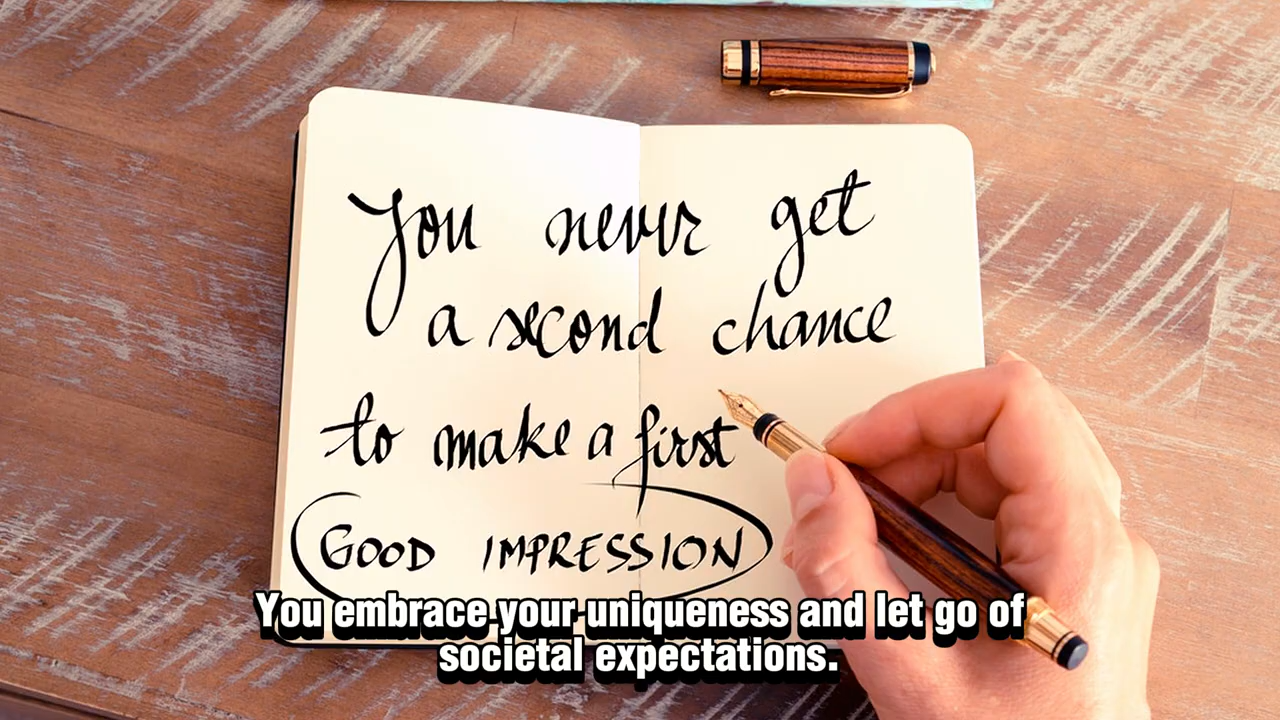 You never get
a second chance
to make a first
GOOD IMPRESSION
You embrace your uniqueness and let go of
societal expectations.